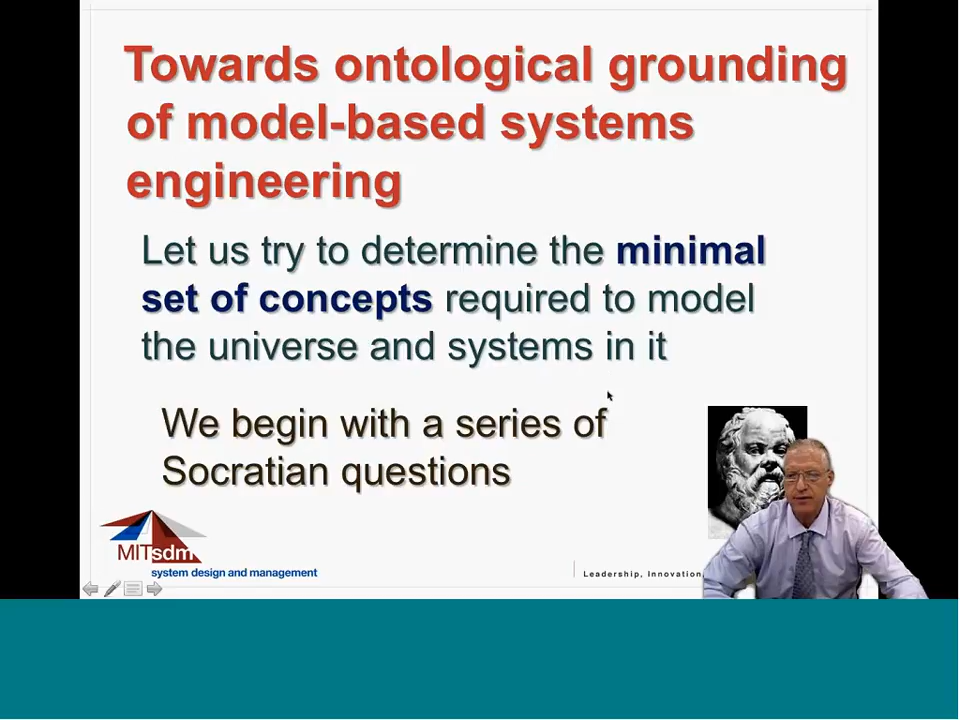 Towards ontological grounding
of model-based systems
engineering
Let us try to determine the minimal
set of concepts required to model
the universe and systems in it
We begin with a series of
Socratian questions
MITsdm
system design and management
Leadership, Innovation,